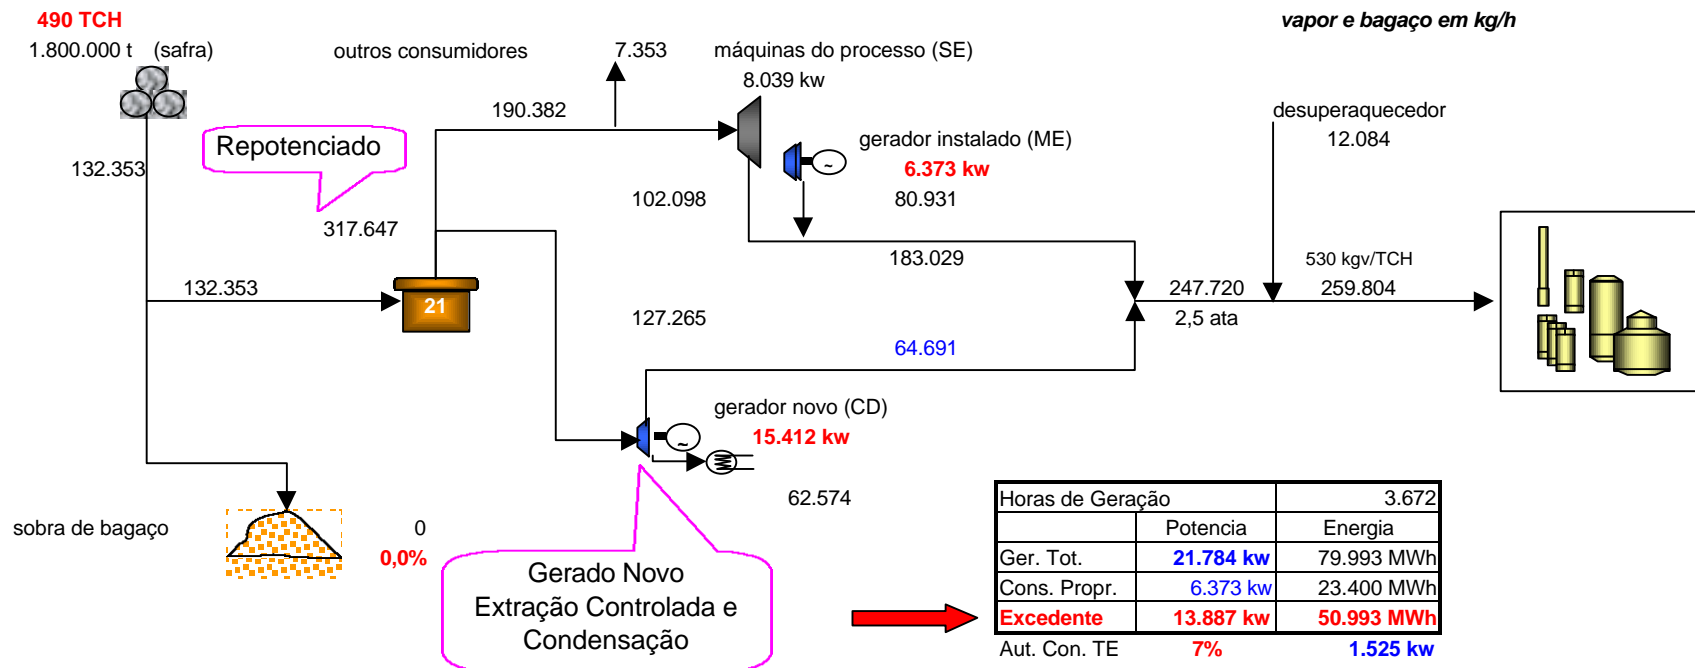 490 TCH
vapor e bagaço em kg/h
1.800.000 t (safra)
outros consumidores
7.353
máquinas do processo (SE)
8.039 kw
190.382
desuperaquecedor
12.084
Repotenciado
gerador instalado (ME)
6.373 kw
132.353
102.098
80.931
~
317.647
183.029
530 kgv/TCH
132.353
247.720
259.804
21
127.265
2,5 ata
64.691
gerador novo (CD)
15.412 kw
~
62.574
sobra de bagaço
0
0,0%
Gerado Novo
Extração Controlada e
Condensação
Horas de Geração 3.672
Potencia Energia
Ger. Tot. 21.784 kw 79.993 MWh
Cons. Propr. 6.373 kw 23.400 MWh
Excedente 13.887 kw 50.993 MWh
Aut. Con. TE 7% 1.525 kw